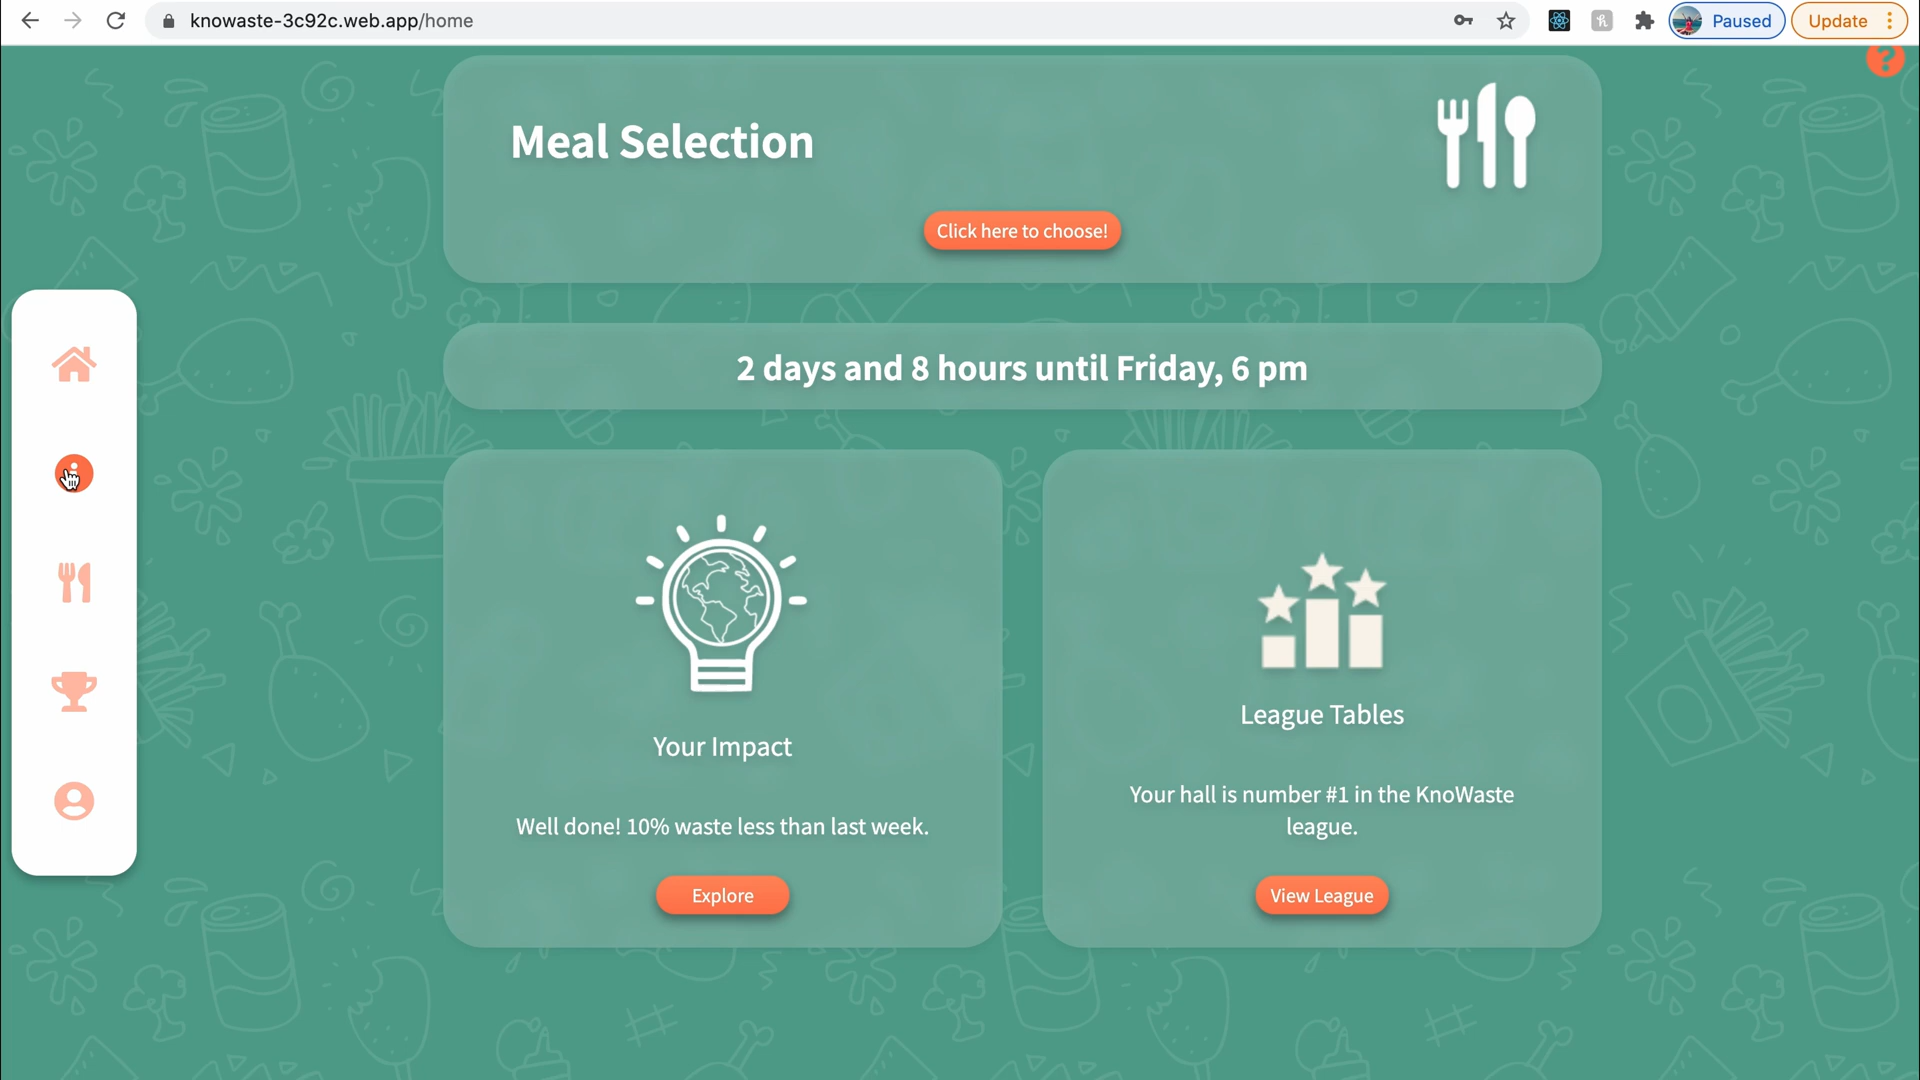 knowaste-3c92c.web.app/home
Paused
Update
?
Meal Selection
Click here to choose!
2 days and 8 hours until Friday, 6 pm
Your Impact
Well done! 10% waste less than last week.
Explore
League Tables
Your hall is number #1 in the KnoWaste
league.
View League